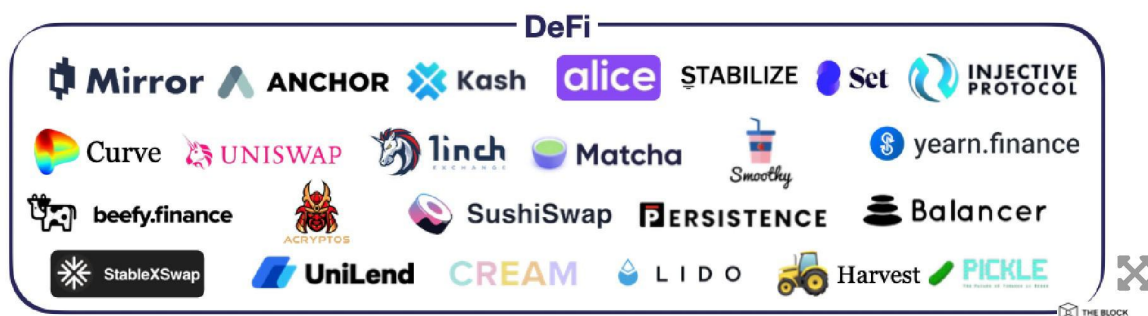 DeFi
Mirror ANCHOR Kash alice STABILIZE Set INJECTIVE PROTOCOL
Curve UNISWAP 1inch EXCHANGE Matcha Smoothy yearn.finance
beefy.finance ACRYPTOS SushiSwap PERSISTENCE Balancer
StableXSwap UniLend CREAM LIDO Harvest PICKLE
THE BLOCK